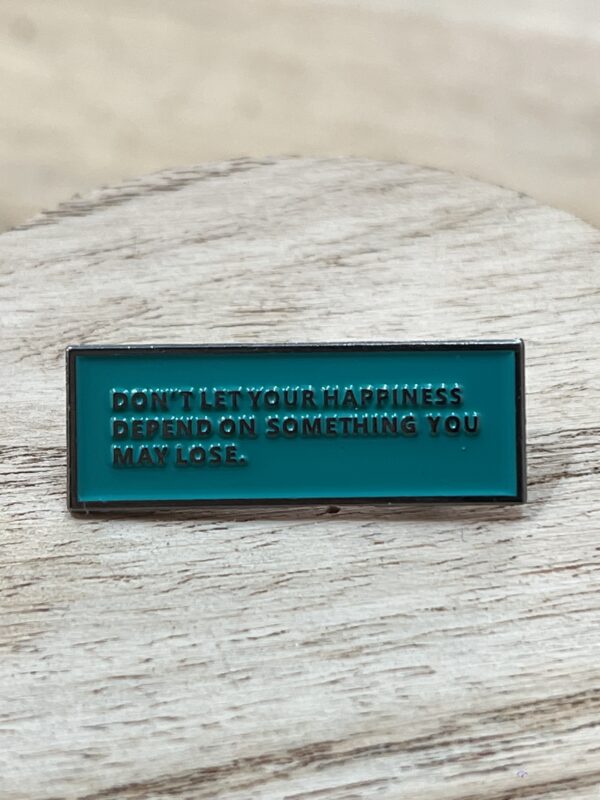 DON'T LET YOUR HAPPINESS
DEPEND ON SOMETHING YOU
MAY LOSE.